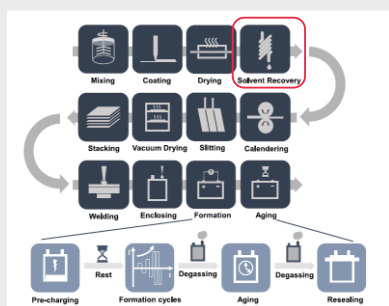 Mixing Coating Drying Solvent Recovery
Stacking Vacuum Drying Slitting Calendering
Welding Enclosing Formation Aging
Rest Degassing Degassing
Pre-charging Formation cycles Aging Resealing